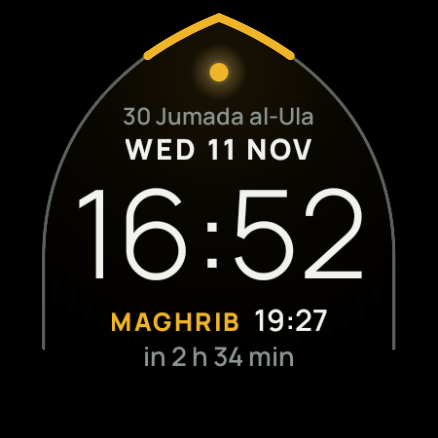 30 Jumada al-Ula
WED 11 NOV
16:52
MAGHRIB 19:27
in 2 h 34 min